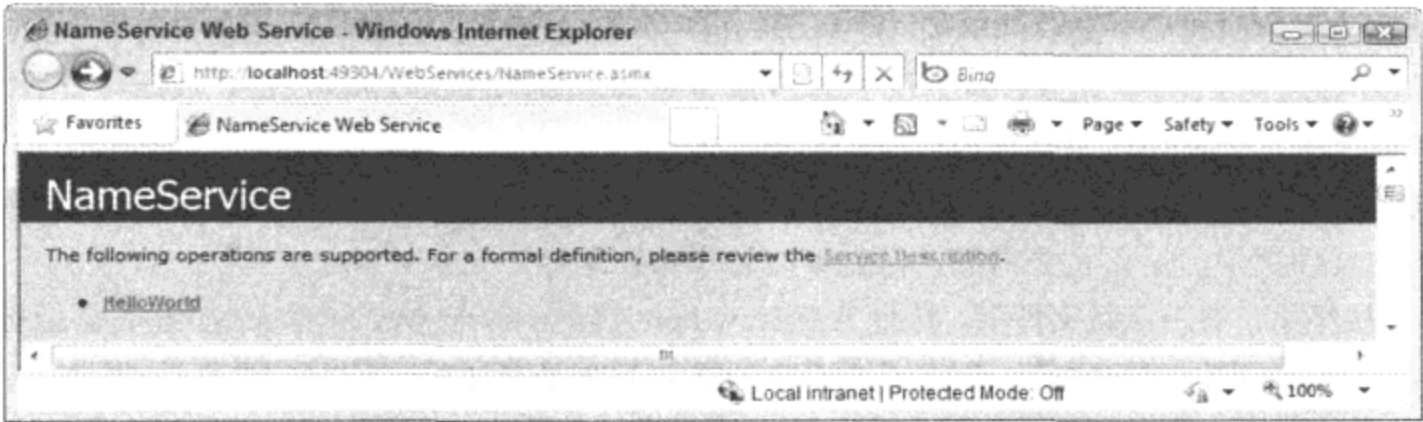 NameService Web Service - Windows Internet Explorer
http://localhost:49304/WebServices/NameService.asmx
Bing
Favorites
NameService Web Service
Page
Safety
Tools
NameService
The following operations are supported. For a formal definition, please review the Service Description.
• HelloWorld
Local intranet | Protected Mode: Off
100%